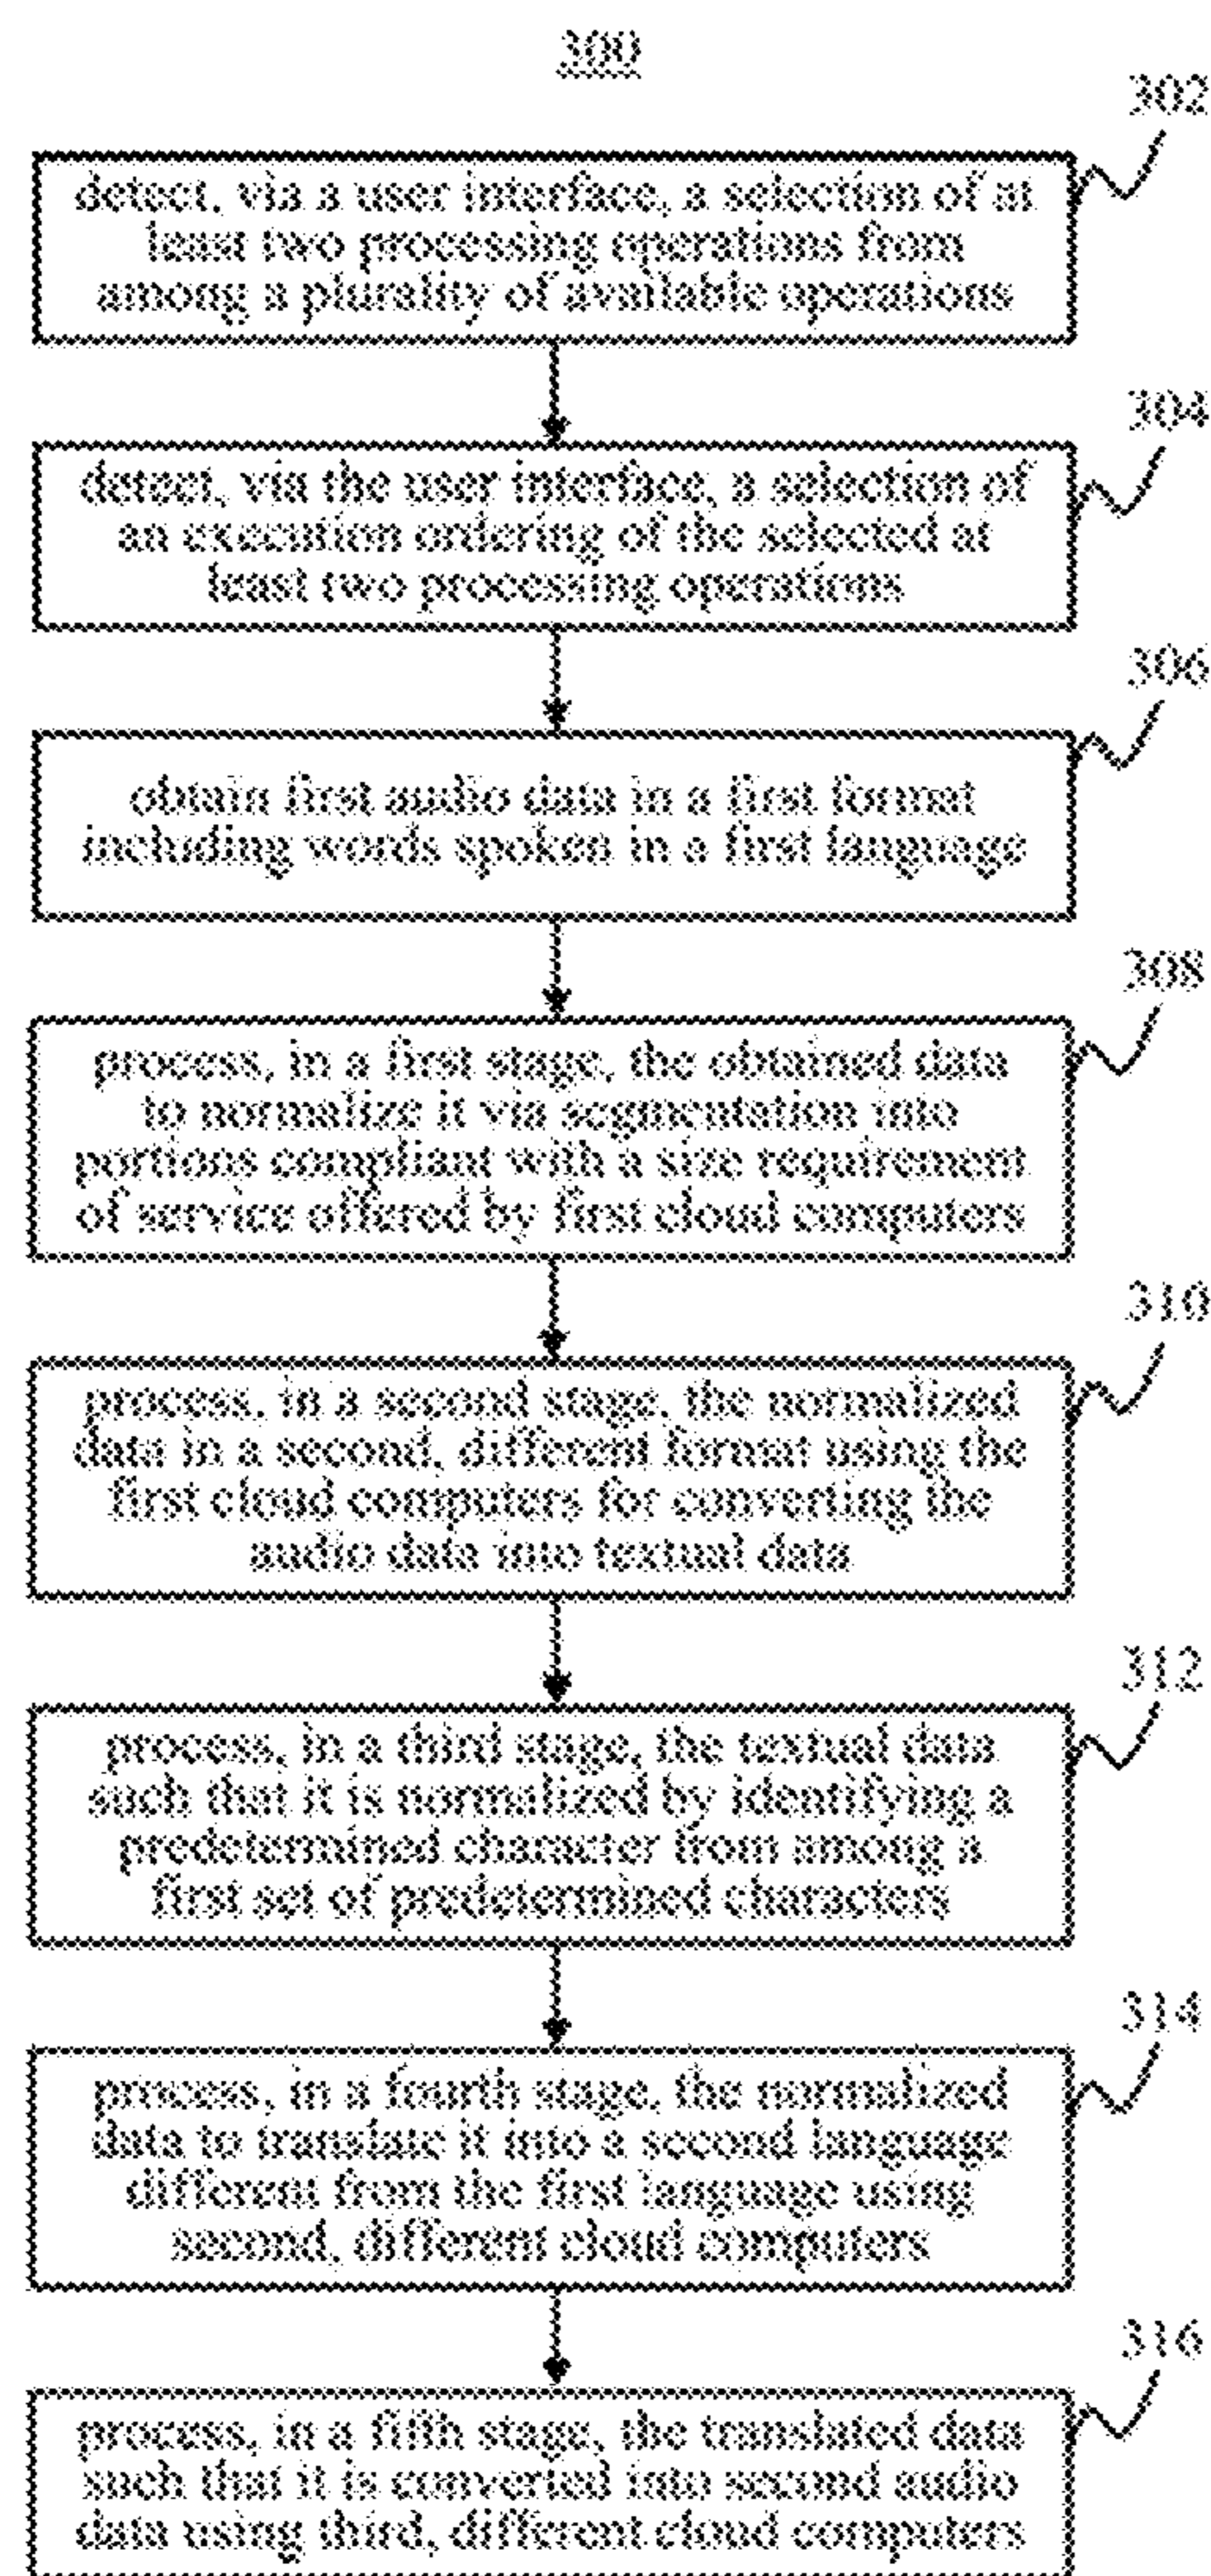 300
302
detect, via a user interface, a selection of at
least two processing operations from
among a plurality of available operations
304
detect, via the user interface, a selection of
an execution ordering of the selected at
least two processing operations
306
obtain first audio data in a first format
including words spoken in a first language
308
process, in a first stage, the obtained data
to normalize it via segmentation into
portions compliant with a size requirement
of service offered by first cloud computers
310
process, in a second stage, the normalized
data in a second, different format using the
first cloud computers for converting the
audio data into textual data
312
process, in a third stage, the textual data
such that it is normalized by identifying a
predetermined character from among a
first set of predetermined characters
314
process, in a fourth stage, the normalized
data to translate it into a second language
different from the first language using
second, different cloud computers
316
process, in a fifth stage, the translated data
such that it is converted into second audio
data using third, different cloud computers